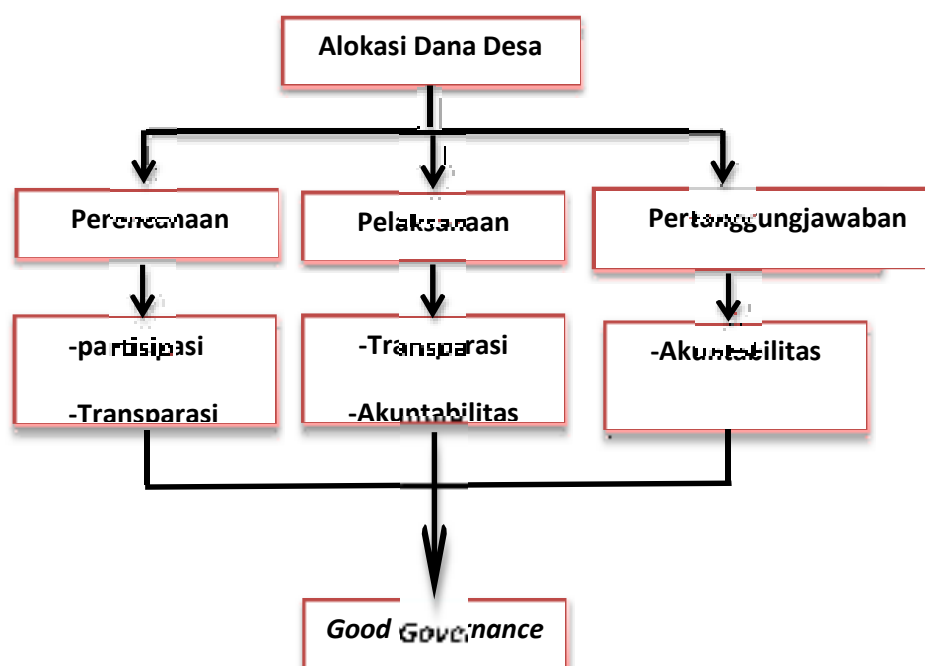 Alokasi Dana Desa
Perencanaan
Pelaksanaan
Pertanggungjawaban
-partisipasi
-Transparasi
-Transparasi
-Akuntabilitas
-Akuntabilitas
Good Governance